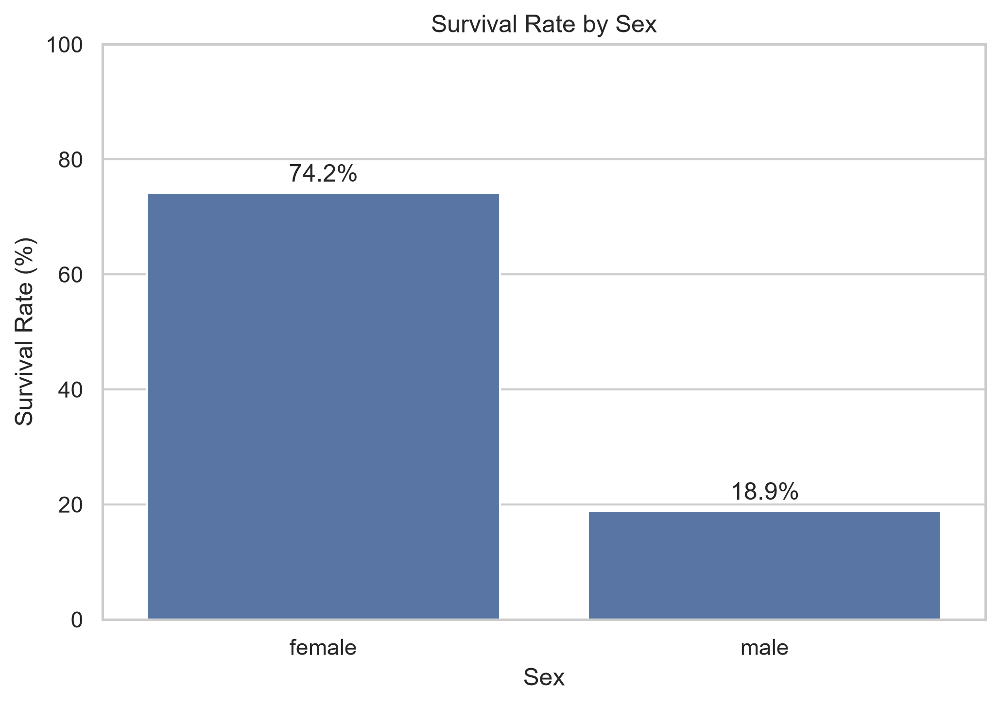 Survival Rate by Sex
100
80
60
40
20
0
Survival Rate (%)
74.2%
18.9%
female
male
Sex